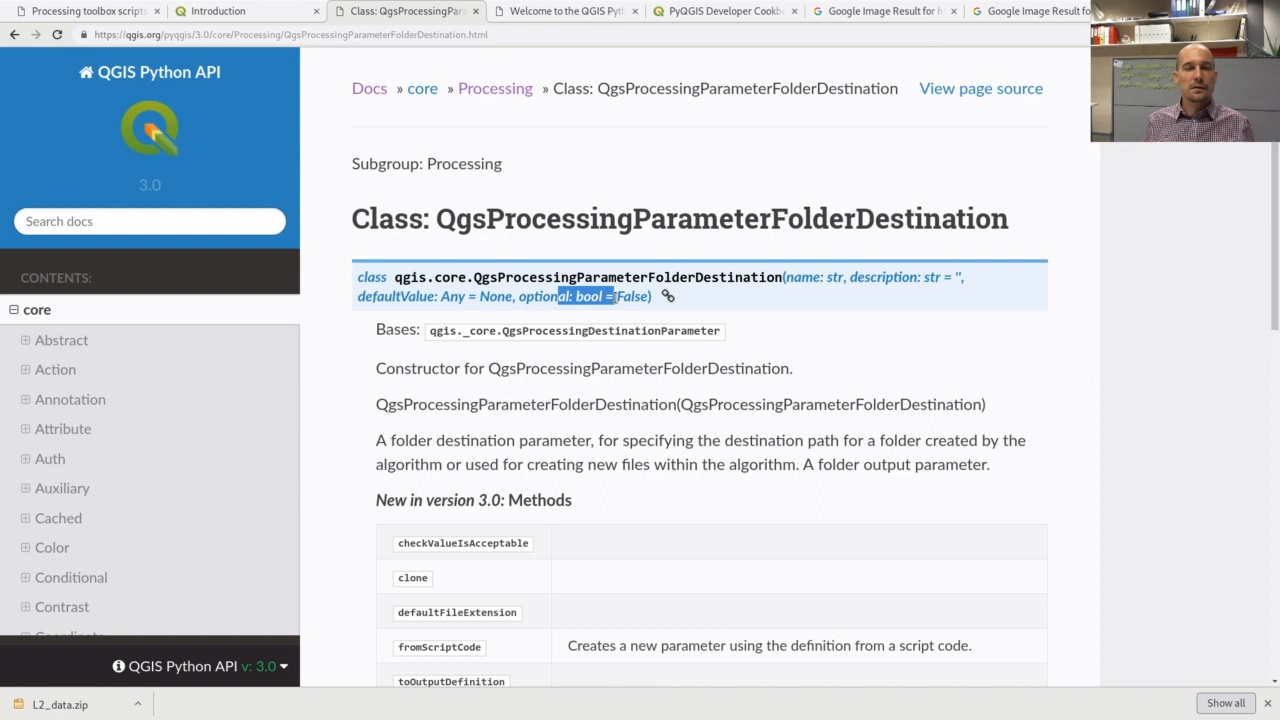 Processing toolbox scripts
Introduction
Class: QgsProcessingPara
Welcome to the QGIS Pyth
PyQGIS Developer Cookb
Google Image Result for h
Google Image Result fo
https://qgis.org/pyqgis/3.0/core/Processing/QgsProcessingParameterFolderDestination.html
QGIS Python API
3.0
Search docs
CONTENTS:
core
Abstract
Action
Annotation
Attribute
Auth
Auxiliary
Cached
Color
Conditional
Contrast
Coordinate
QGIS Python API v: 3.0
Docs » core » Processing » Class: QgsProcessingParameterFolderDestination
View page source
Subgroup: Processing
Class: QgsProcessingParameterFolderDestination
class qgis.core.QgsProcessingParameterFolderDestination(name: str, description: str = '',
defaultValue: Any = None, optional: bool = False)
Bases: qgis._core.QgsProcessingDestinationParameter
Constructor for QgsProcessingParameterFolderDestination.
QgsProcessingParameterFolderDestination(QgsProcessingParameterFolderDestination)
A folder destination parameter, for specifying the destination path for a folder created by the
algorithm or used for creating new files within the algorithm. A folder output parameter.
New in version 3.0: Methods
checkValueIsAcceptable
clone
defaultFileExtension
fromScriptCode Creates a new parameter using the definition from a script code.
toOutputDefinition
L2_data.zip
Show all